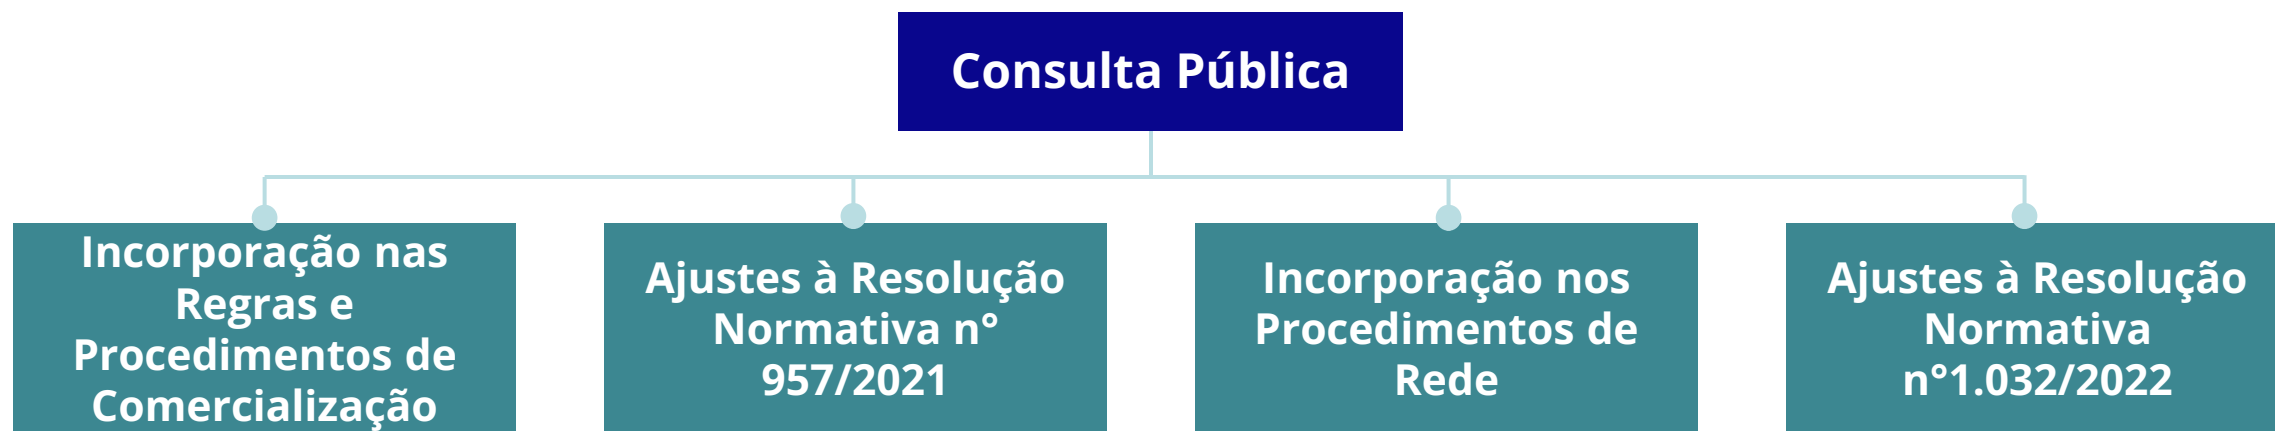 Consulta Pública
Incorporação nas
Regras e
Procedimentos de
Comercialização
Ajustes à Resolução
Normativa n°
957/2021
Incorporação nos
Procedimentos de
Rede
Ajustes à Resolução
Normativa
n°1.032/2022